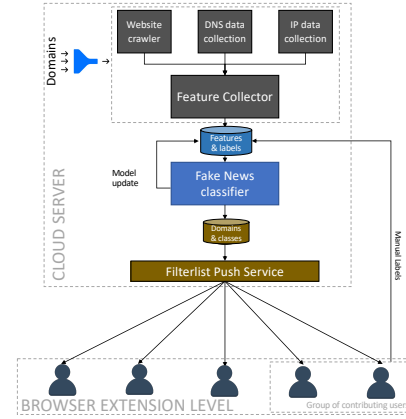 Website
crawler
DNS data
collection
IP data
collection
Domains
Feature Collector
Features
& labels
Model
update
Fake News
classifier
Domains
& classes
Filterlist Push Service
Manual Labels
CLOUD SERVER
BROWSER EXTENSION LEVEL
Group of contributing user